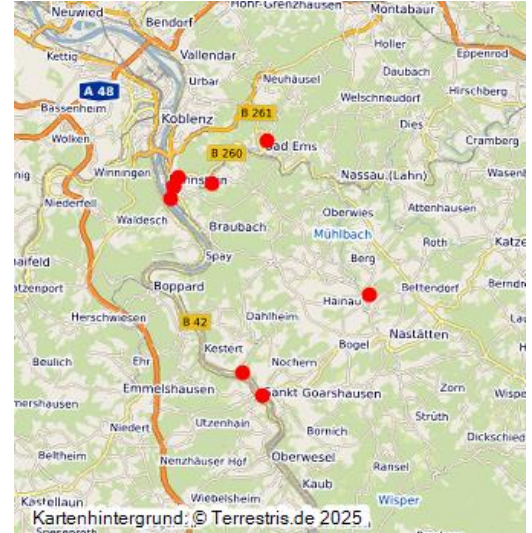 Neuwied
Bendorf
Höhr-Grenzhausen
Montabaur
Kettig
Vallendar
Holler
Eppenrod
Urbar
Neuhäusel
Daubach
A 48
Hirschberg
Bassenheim
Welschneudorf
Koblenz
B 261
Dies
Wolken
Cramberg
B 260
Bad Ems
Winningen
Nassau (Lahn)
Niederfell
Waldesch
Oberwies
Attenhausen
Braubach
Mühlbach
Roth
Spay
Berg
Boppard
Bettendorf
Hainau
Herschwiesen
B 42
Dahlheim
Nastätten
Bogel
Kestert
Beulich
Ehr
Nochern
Emmelshausen
Sankt Goarshausen
Zorn
Utzenhain
Strüth
Niedert
Bornich
Dickschied
Beltheim
Nenzhäuser Hof
Oberwesel
Ransel
Kaub
Kastellaun
Wiebelsheim
Wisper
Kartenhintergrund: © Terrestris.de 2025